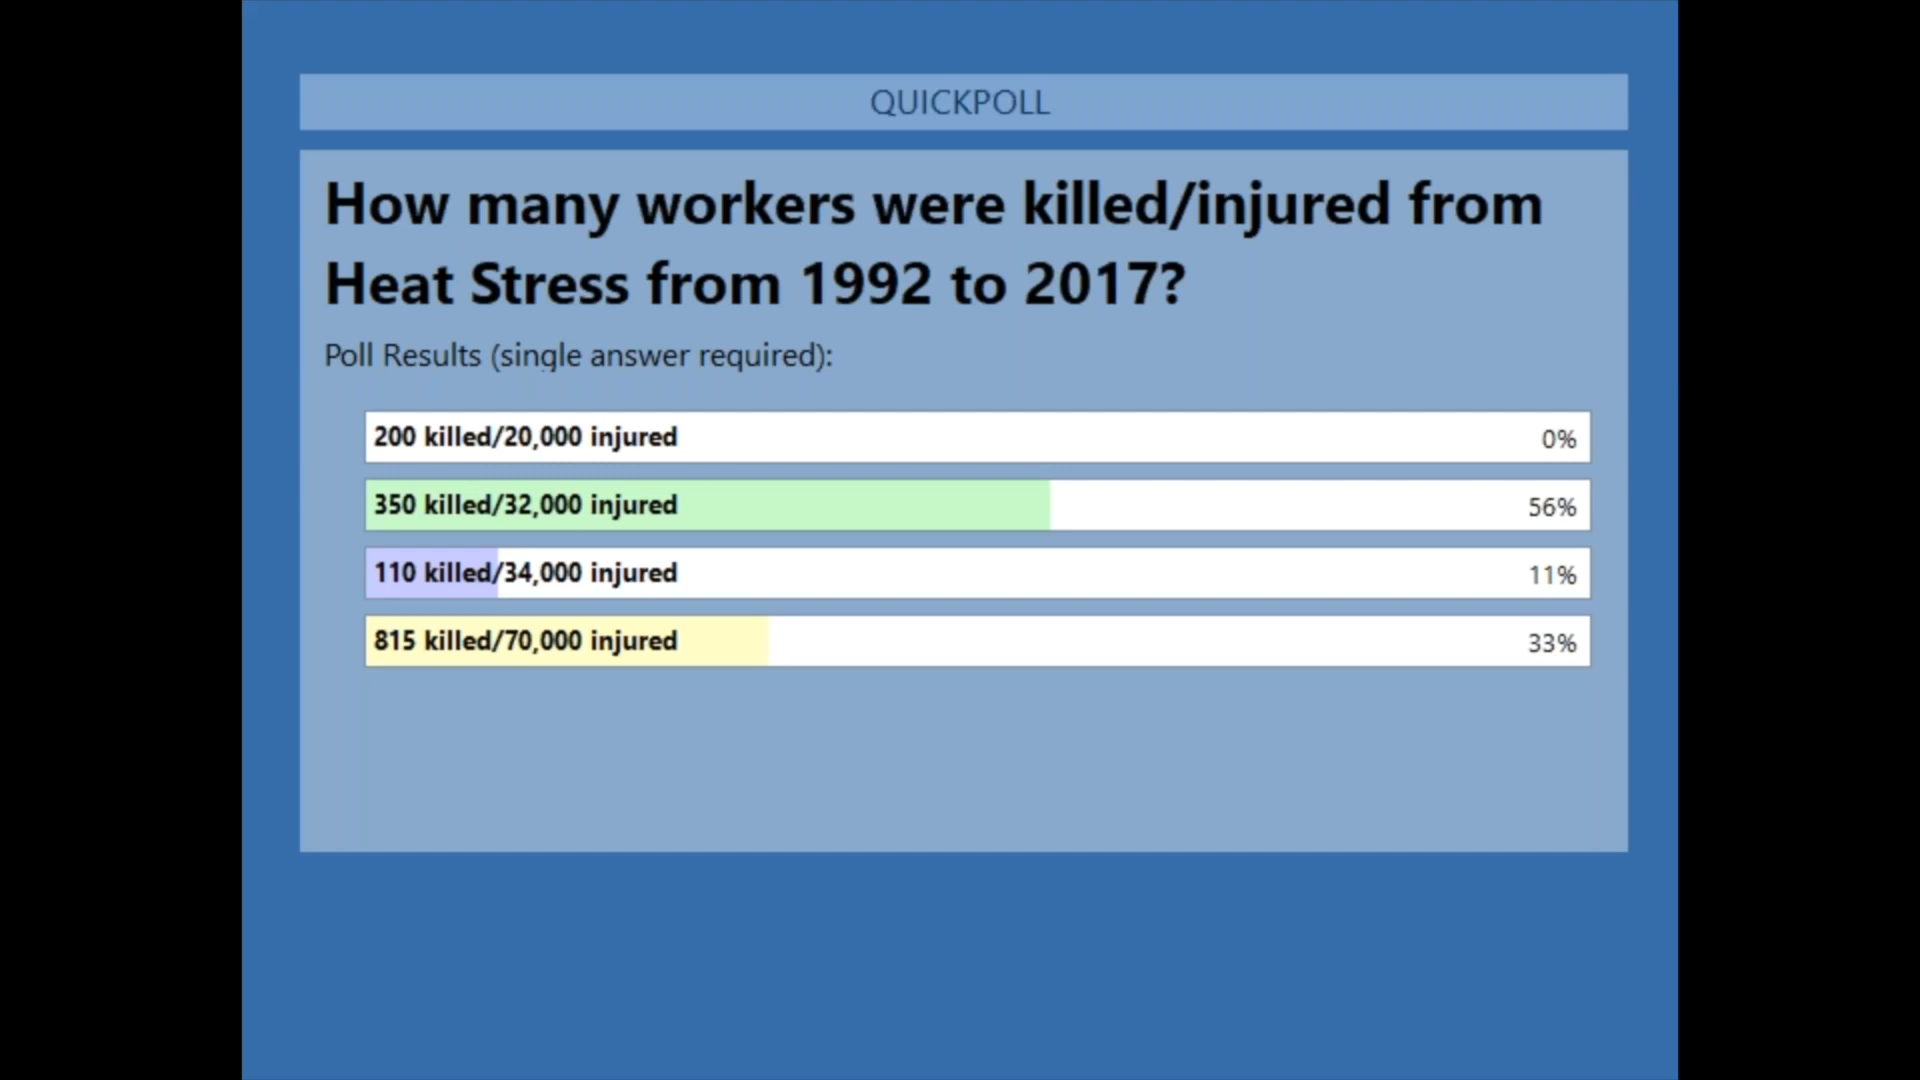 QUICKPOLL
How many workers were killed/injured from
Heat Stress from 1992 to 2017?
Poll Results (single answer required):
200 killed/20,000 injured 0%
350 killed/32,000 injured 56%
110 killed/34,000 injured 11%
815 killed/70,000 injured 33%